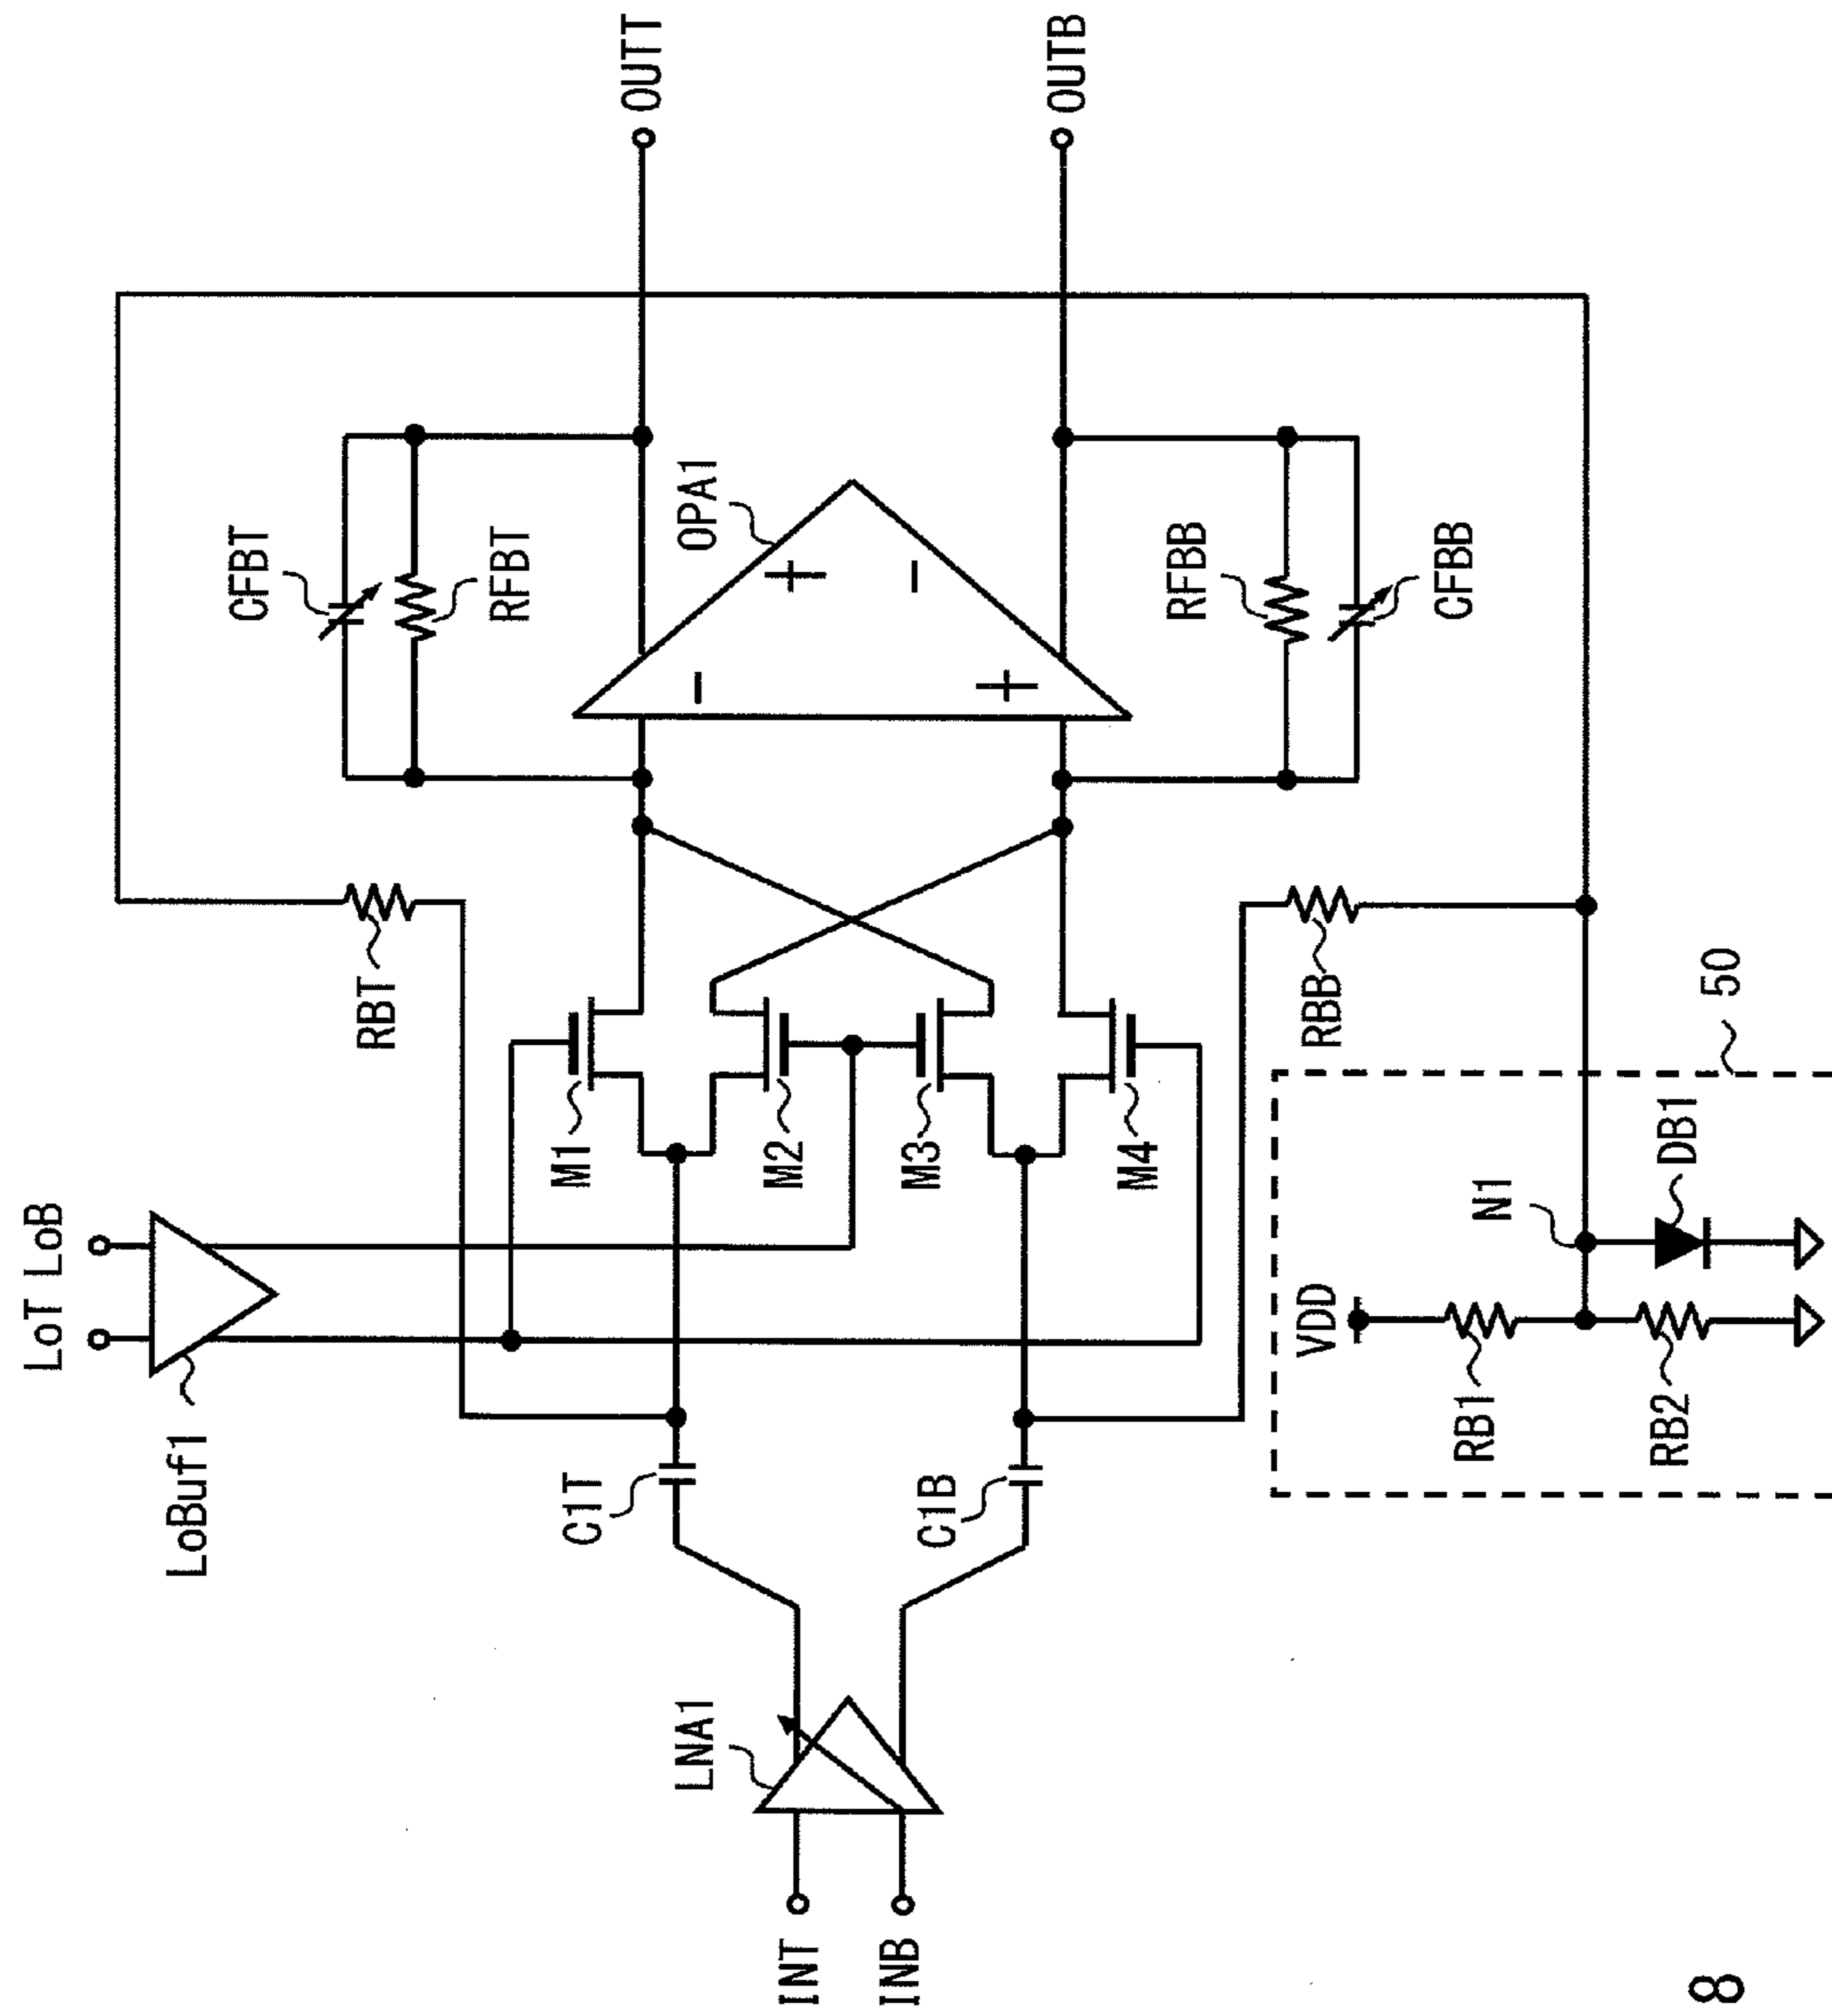 LoT LoB
LoBuf1
CFBT
RFBT
RBT
OUTT
OPA1
M1
M2
M3
M4
C1T
C1B
LNA1
INT
INB
OUTB
RFBB
CFBB
RBB
50
VDD
N1
DB1
RB1
RB2
8